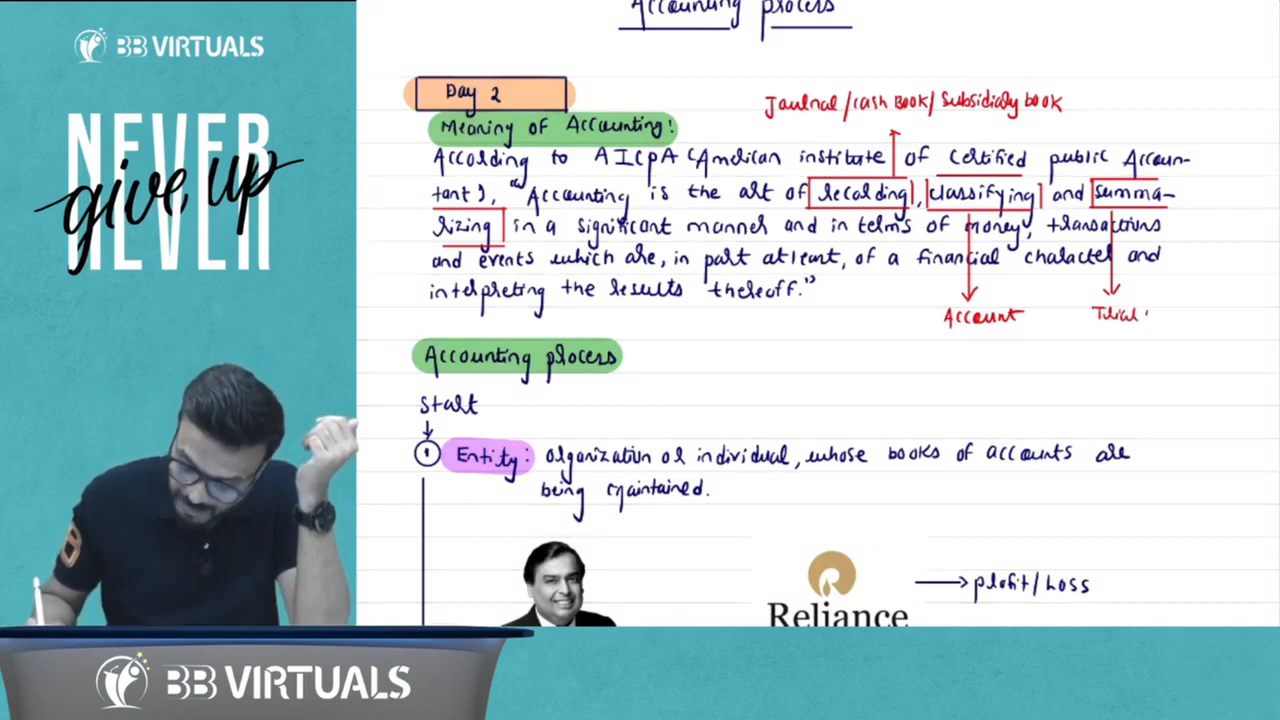 BB VIRTUALS
NEVER
give up
NEVER
Accounting process
Day 2
Journal/cash Book/Subsidiary book
Meaning of Accounting:
According to AICPA (American institute of certified public Accoun-
tant), "Accounting is the art of recording, classifying and summa-
rizing in a significant manner and in terms of money, transactions
and events which are, in part atleast, of a financial character and
interpreting the results thereoff."
Account
Trial
Accounting process
Start
1 Entity: organization or individual, whose books of accounts are
being maintained.
Reliance
profit/Loss
BB VIRTUALS